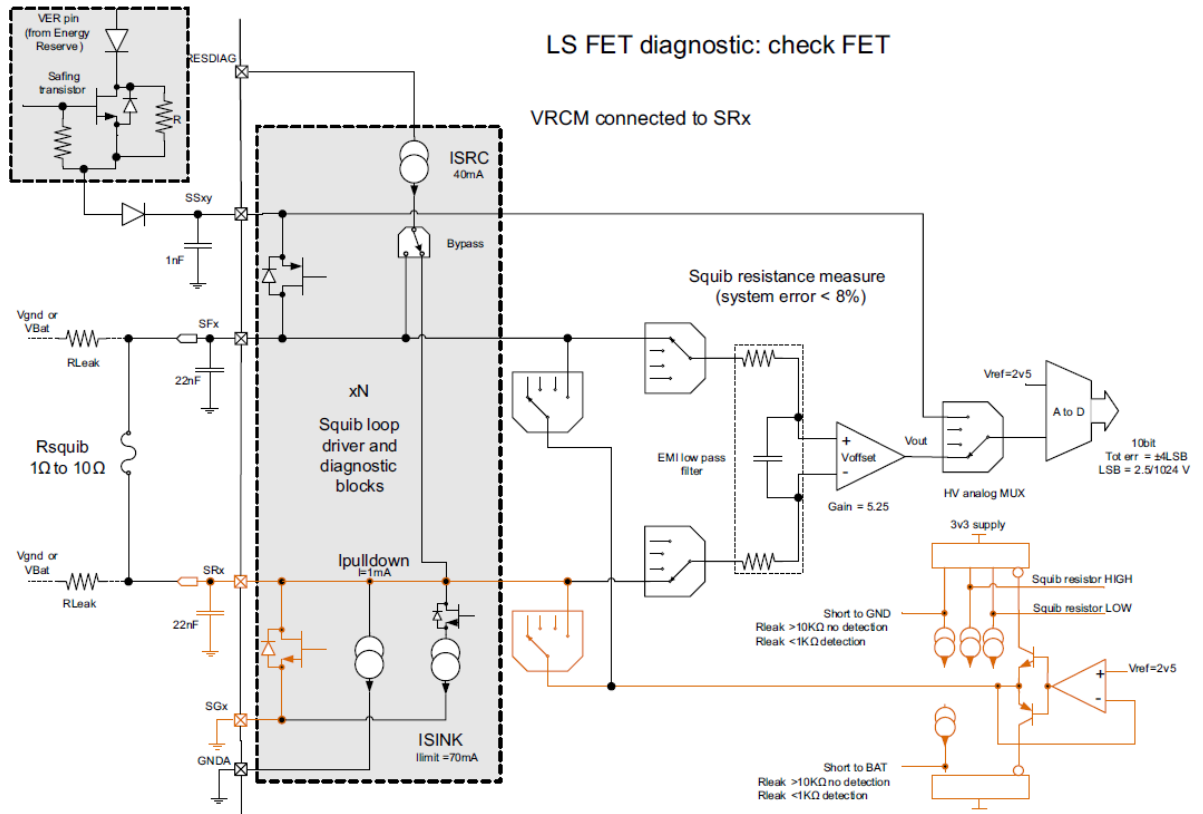 VER pin
(from Energy
Reserve)
LS FET diagnostic: check FET
RESDIAG
Safing
transistor
R
VRCM connected to SRx
ISRC
40mA
SSxy
Bypass
1nF
Squib resistance measure
(system error < 8%)
Vgnd or
VBat
SFx
RLeak
22nF
Vref=2v5
A to D
xN
Squib loop
driver and
diagnostic
blocks
Rsquib
1Ω to 10Ω
EMI low pass
filter
+
Voffset
-
Vout
10bit
Tot err = ±4LSB
LSB = 2.5/1024 V
HV analog MUX
Gain = 5.25
3v3 supply
Vgnd or
VBat
SRx
Ipulldown
I=1mA
RLeak
Squib resistor HIGH
Squib resistor LOW
22nF
Short to GND
Rleak >10KΩ no detection
Rleak <1KΩ detection
+
Vref=2v5
-
SGx
ISINK
Ilimit =70mA
GNDA
Short to BAT
Rleak >10KΩ no detection
Rleak <1KΩ detection